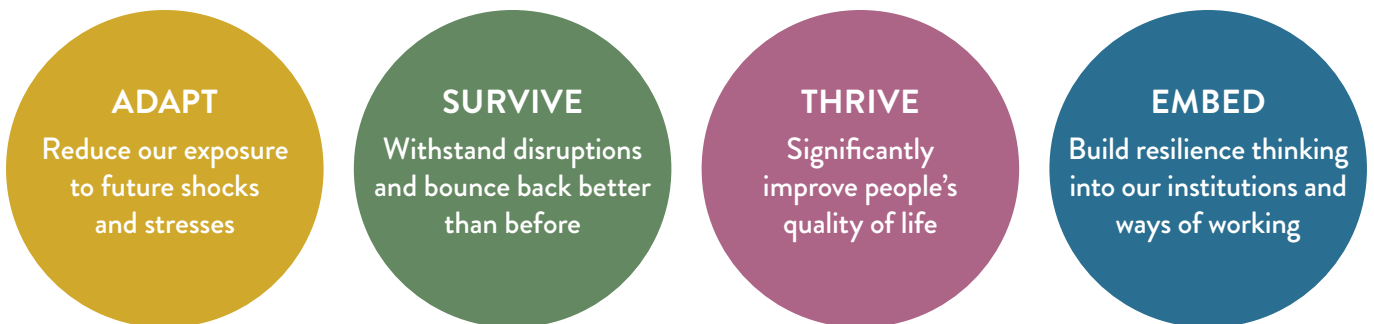 ADAPT
Reduce our exposure
to future shocks
and stresses
SURVIVE
Withstand disruptions
and bounce back better
than before
THRIVE
Significantly
improve people’s
quality of life
EMBED
Build resilience thinking
into our institutions and
ways of working